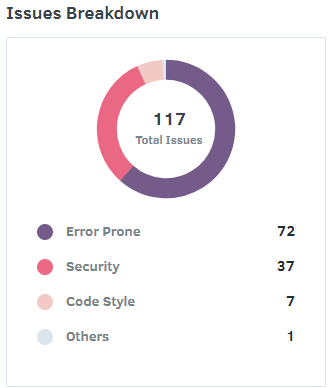 Issues Breakdown
117
Total Issues
Error Prone 72
Security 37
Code Style 7
Others 1